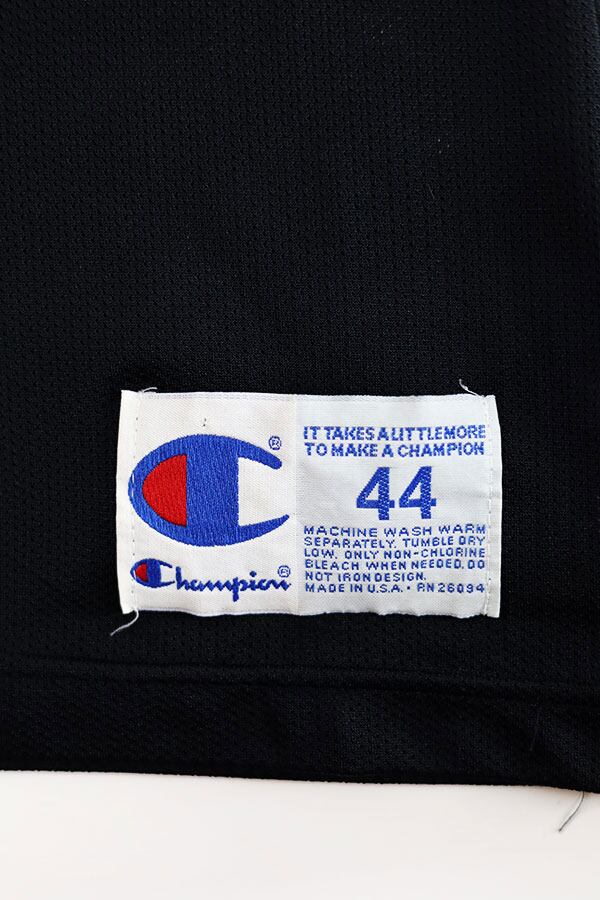 ®
Champion®
IT TAKES A LITTLE MORE
TO MAKE A CHAMPION
44
MACHINE WASH WARM
SEPARATELY. TUMBLE DRY
LOW. ONLY NON-CHLORINE
BLEACH WHEN NEEDED. DO
NOT IRON DESIGN.
MADE IN U.S.A. · RN 26094